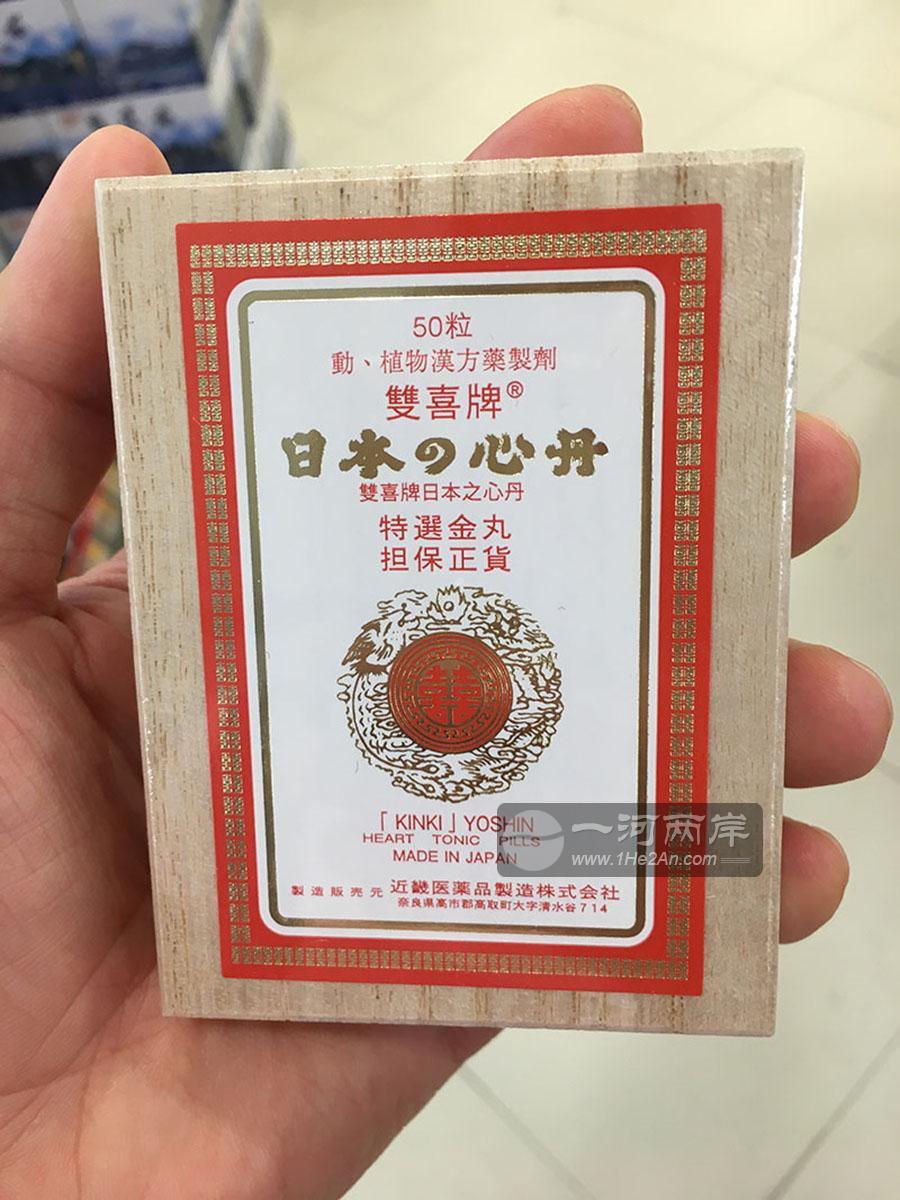 50粒
動、植物漢方藥製劑
雙喜牌®
日本の心丹
雙喜牌日本之心丹
特選金丸
担保正貨
囍
「KINKI」YOSHIN
HEART TONIC PILLS
MADE IN JAPAN
製造販売元 近畿医薬品製造株式会社
奈良県高市郡高取町大字清水谷714
一河两岸
www.1He2An.com